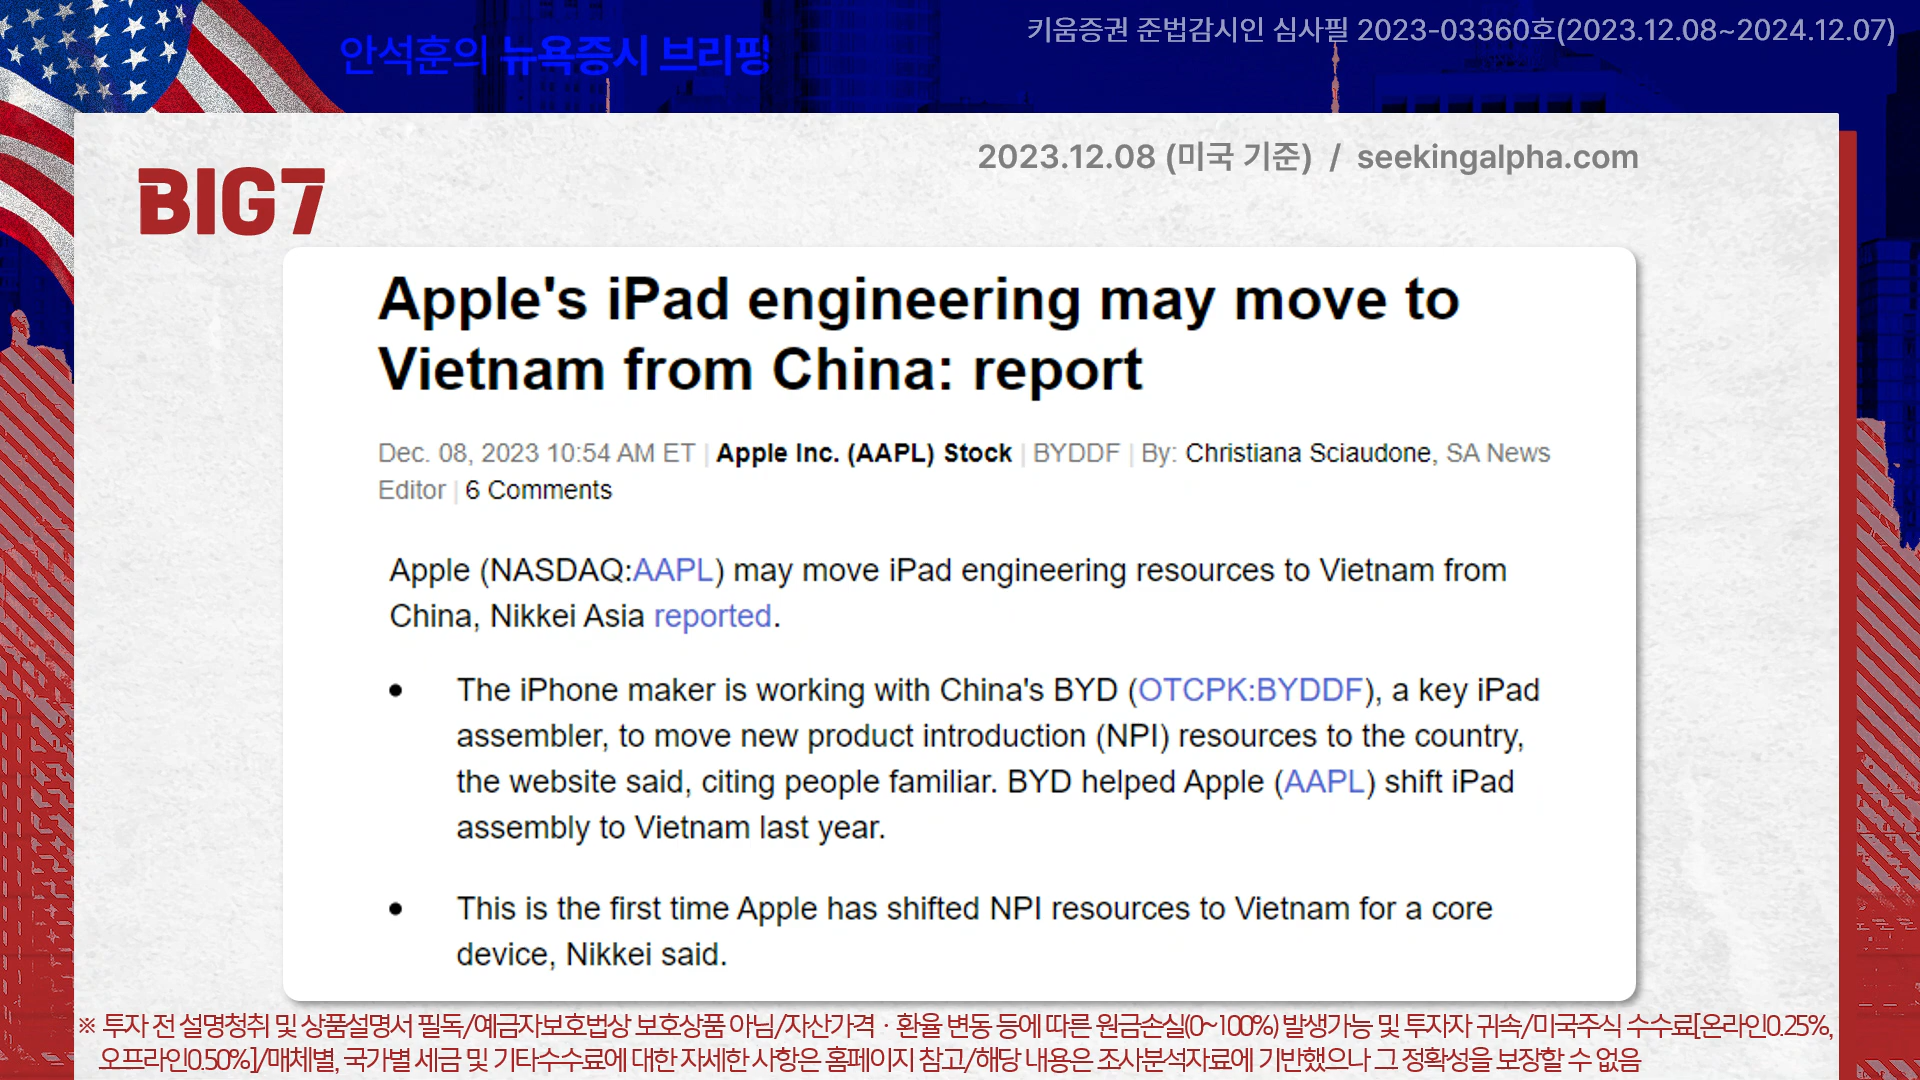 안석훈의 뉴욕증시 브리핑
키움증권 준법감시인 심사필 2023-03360호(2023.12.08~2024.12.07)
2023.12.08 (미국 기준) / seekingalpha.com
BIG7
Apple's iPad engineering may move to
Vietnam from China: report
Dec. 08, 2023 10:54 AM ET | Apple Inc. (AAPL) Stock | BYDDF | By: Christiana Sciaudone, SA News
Editor | 6 Comments
Apple (NASDAQ:AAPL) may move iPad engineering resources to Vietnam from
China, Nikkei Asia reported.
• The iPhone maker is working with China's BYD (OTCPK:BYDDF), a key iPad
assembler, to move new product introduction (NPI) resources to the country,
the website said, citing people familiar. BYD helped Apple (AAPL) shift iPad
assembly to Vietnam last year.
• This is the first time Apple has shifted NPI resources to Vietnam for a core
device, Nikkei said.
※ 투자 전 설명청취 및 상품설명서 필독/예금자보호법상 보호상품 아님/자산가격 · 환율 변동 등에 따른 원금손실(0~100%) 발생가능 및 투자자 귀속/미국주식 수수료[온라인0.25%,
오프라인0.50%]/매체별, 국가별 세금 및 기타수수료에 대한 자세한 사항은 홈페이지 참고/해당 내용은 조사분석자료에 기반했으나 그 정확성을 보장할 수 없음